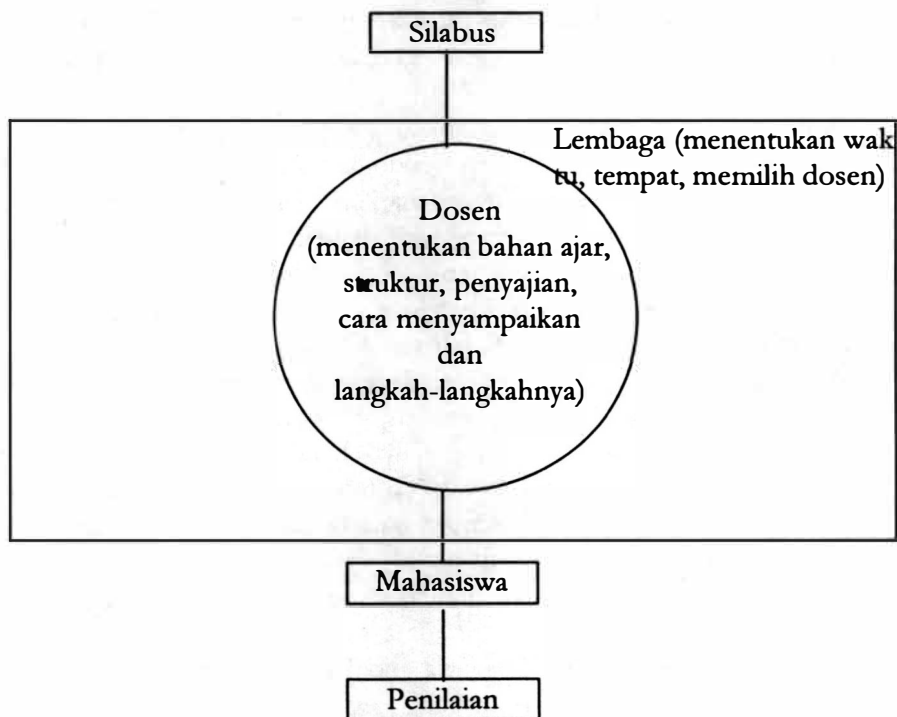 Silabus
Lembaga (menentukan wak
tu, tempat, memilih dosen)
Dosen
(menentukan bahan ajar,
struktur, penyajian,
cara menyampaikan
dan
langkah-langkahnya)
Mahasiswa
Penilaian